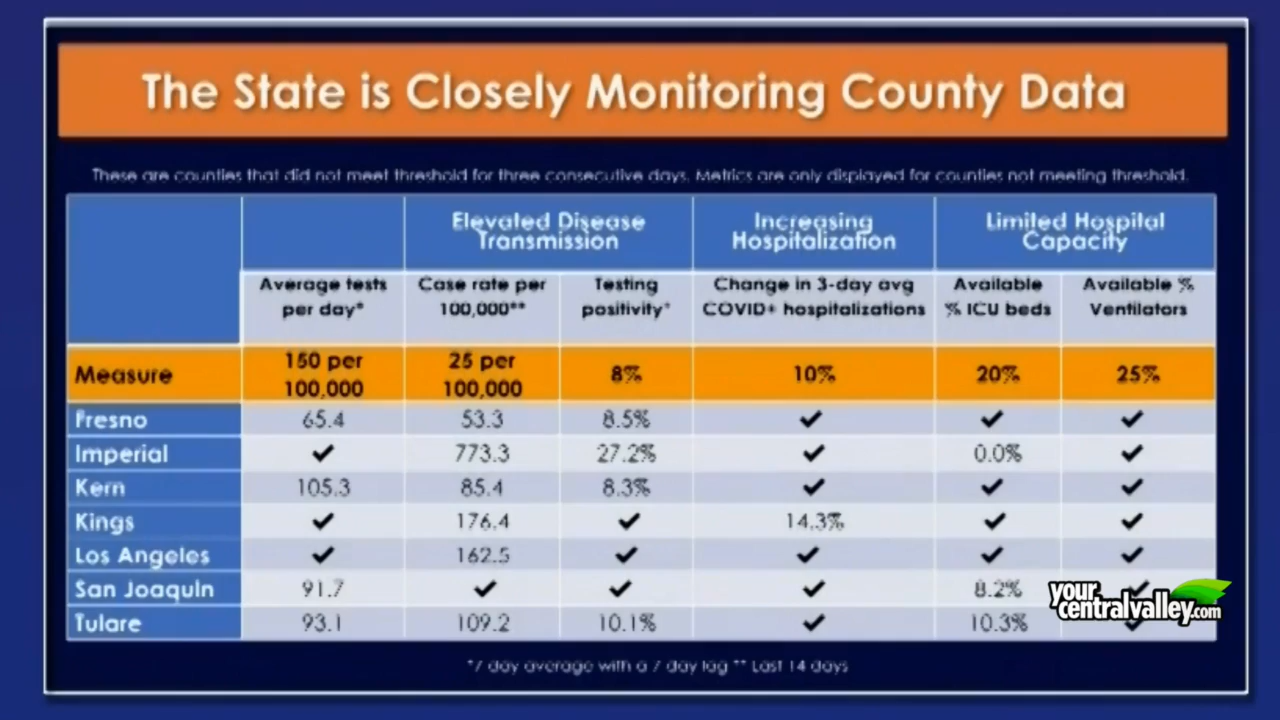 The State is Closely Monitoring County Data
These are counties that did not meet threshold for three consecutive days. Metrics are only displayed for counties not meeting threshold.
Elevated Disease Transmission Increasing Hospitalization Limited Hospital Capacity
Average tests per day* Case rate per 100,000** Testing positivity* Change in 3-day avg COVID+ hospitalizations Available % ICU beds Available % Ventilators
Measure 150 per 100,000 25 per 100,000 8% 10% 20% 25%
Fresno 65.4 53.3 8.5% ✓ ✓ ✓
Imperial ✓ 773.3 27.2% ✓ 0.0% ✓
Kern 105.3 85.4 8.3% ✓ ✓ ✓
Kings ✓ 176.4 ✓ 14.3% ✓ ✓
Los Angeles ✓ 162.5 ✓ ✓ ✓ ✓
San Joaquin 91.7 ✓ ✓ ✓ 8.2% ✓
Tulare 93.1 109.2 10.1% ✓ 10.3% ✓
*7 day average with a 7 day lag ** Last 14 days
your
centralvalley.com